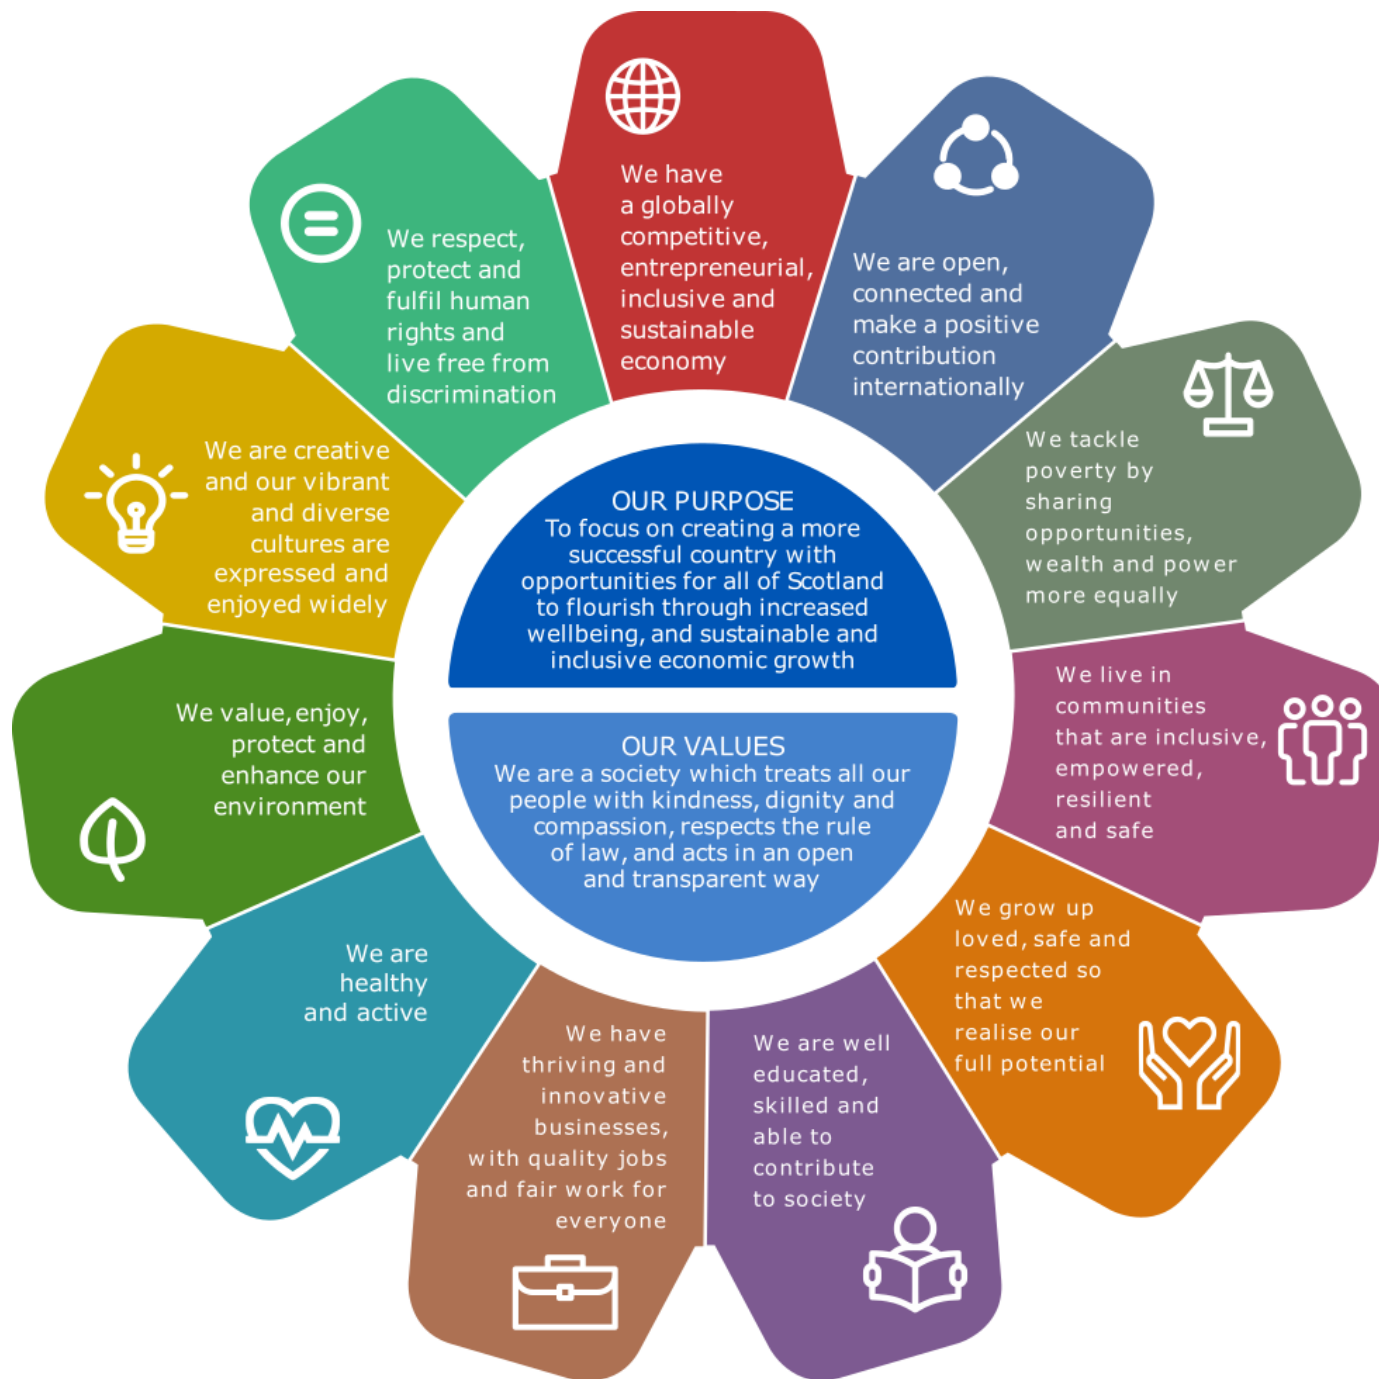 We have
a globally
competitive,
entrepreneurial,
inclusive and
sustainable
economy
We are open,
connected and
make a positive
contribution
internationally
We tackle
poverty by
sharing
opportunities,
wealth and power
more equally
We live in
communities
that are inclusive,
empowered,
resilient
and safe
We grow up
loved, safe and
respected so
that we
realise our
full potential
We are well
educated,
skilled and
able to
contribute
to society
We have
thriving and
innovative
businesses,
with quality jobs
and fair work for
everyone
We are
healthy
and active
We value, enjoy,
protect and
enhance our
environment
We are creative
and our vibrant
and diverse
cultures are
expressed and
enjoyed widely
We respect,
protect and
fulfil human
rights and
live free from
discrimination
OUR PURPOSE
To focus on creating a more
successful country with
opportunities for all of Scotland
to flourish through increased
wellbeing, and sustainable and
inclusive economic growth
OUR VALUES
We are a society which treats all our
people with kindness, dignity and
compassion, respects the rule
of law, and acts in an open
and transparent way